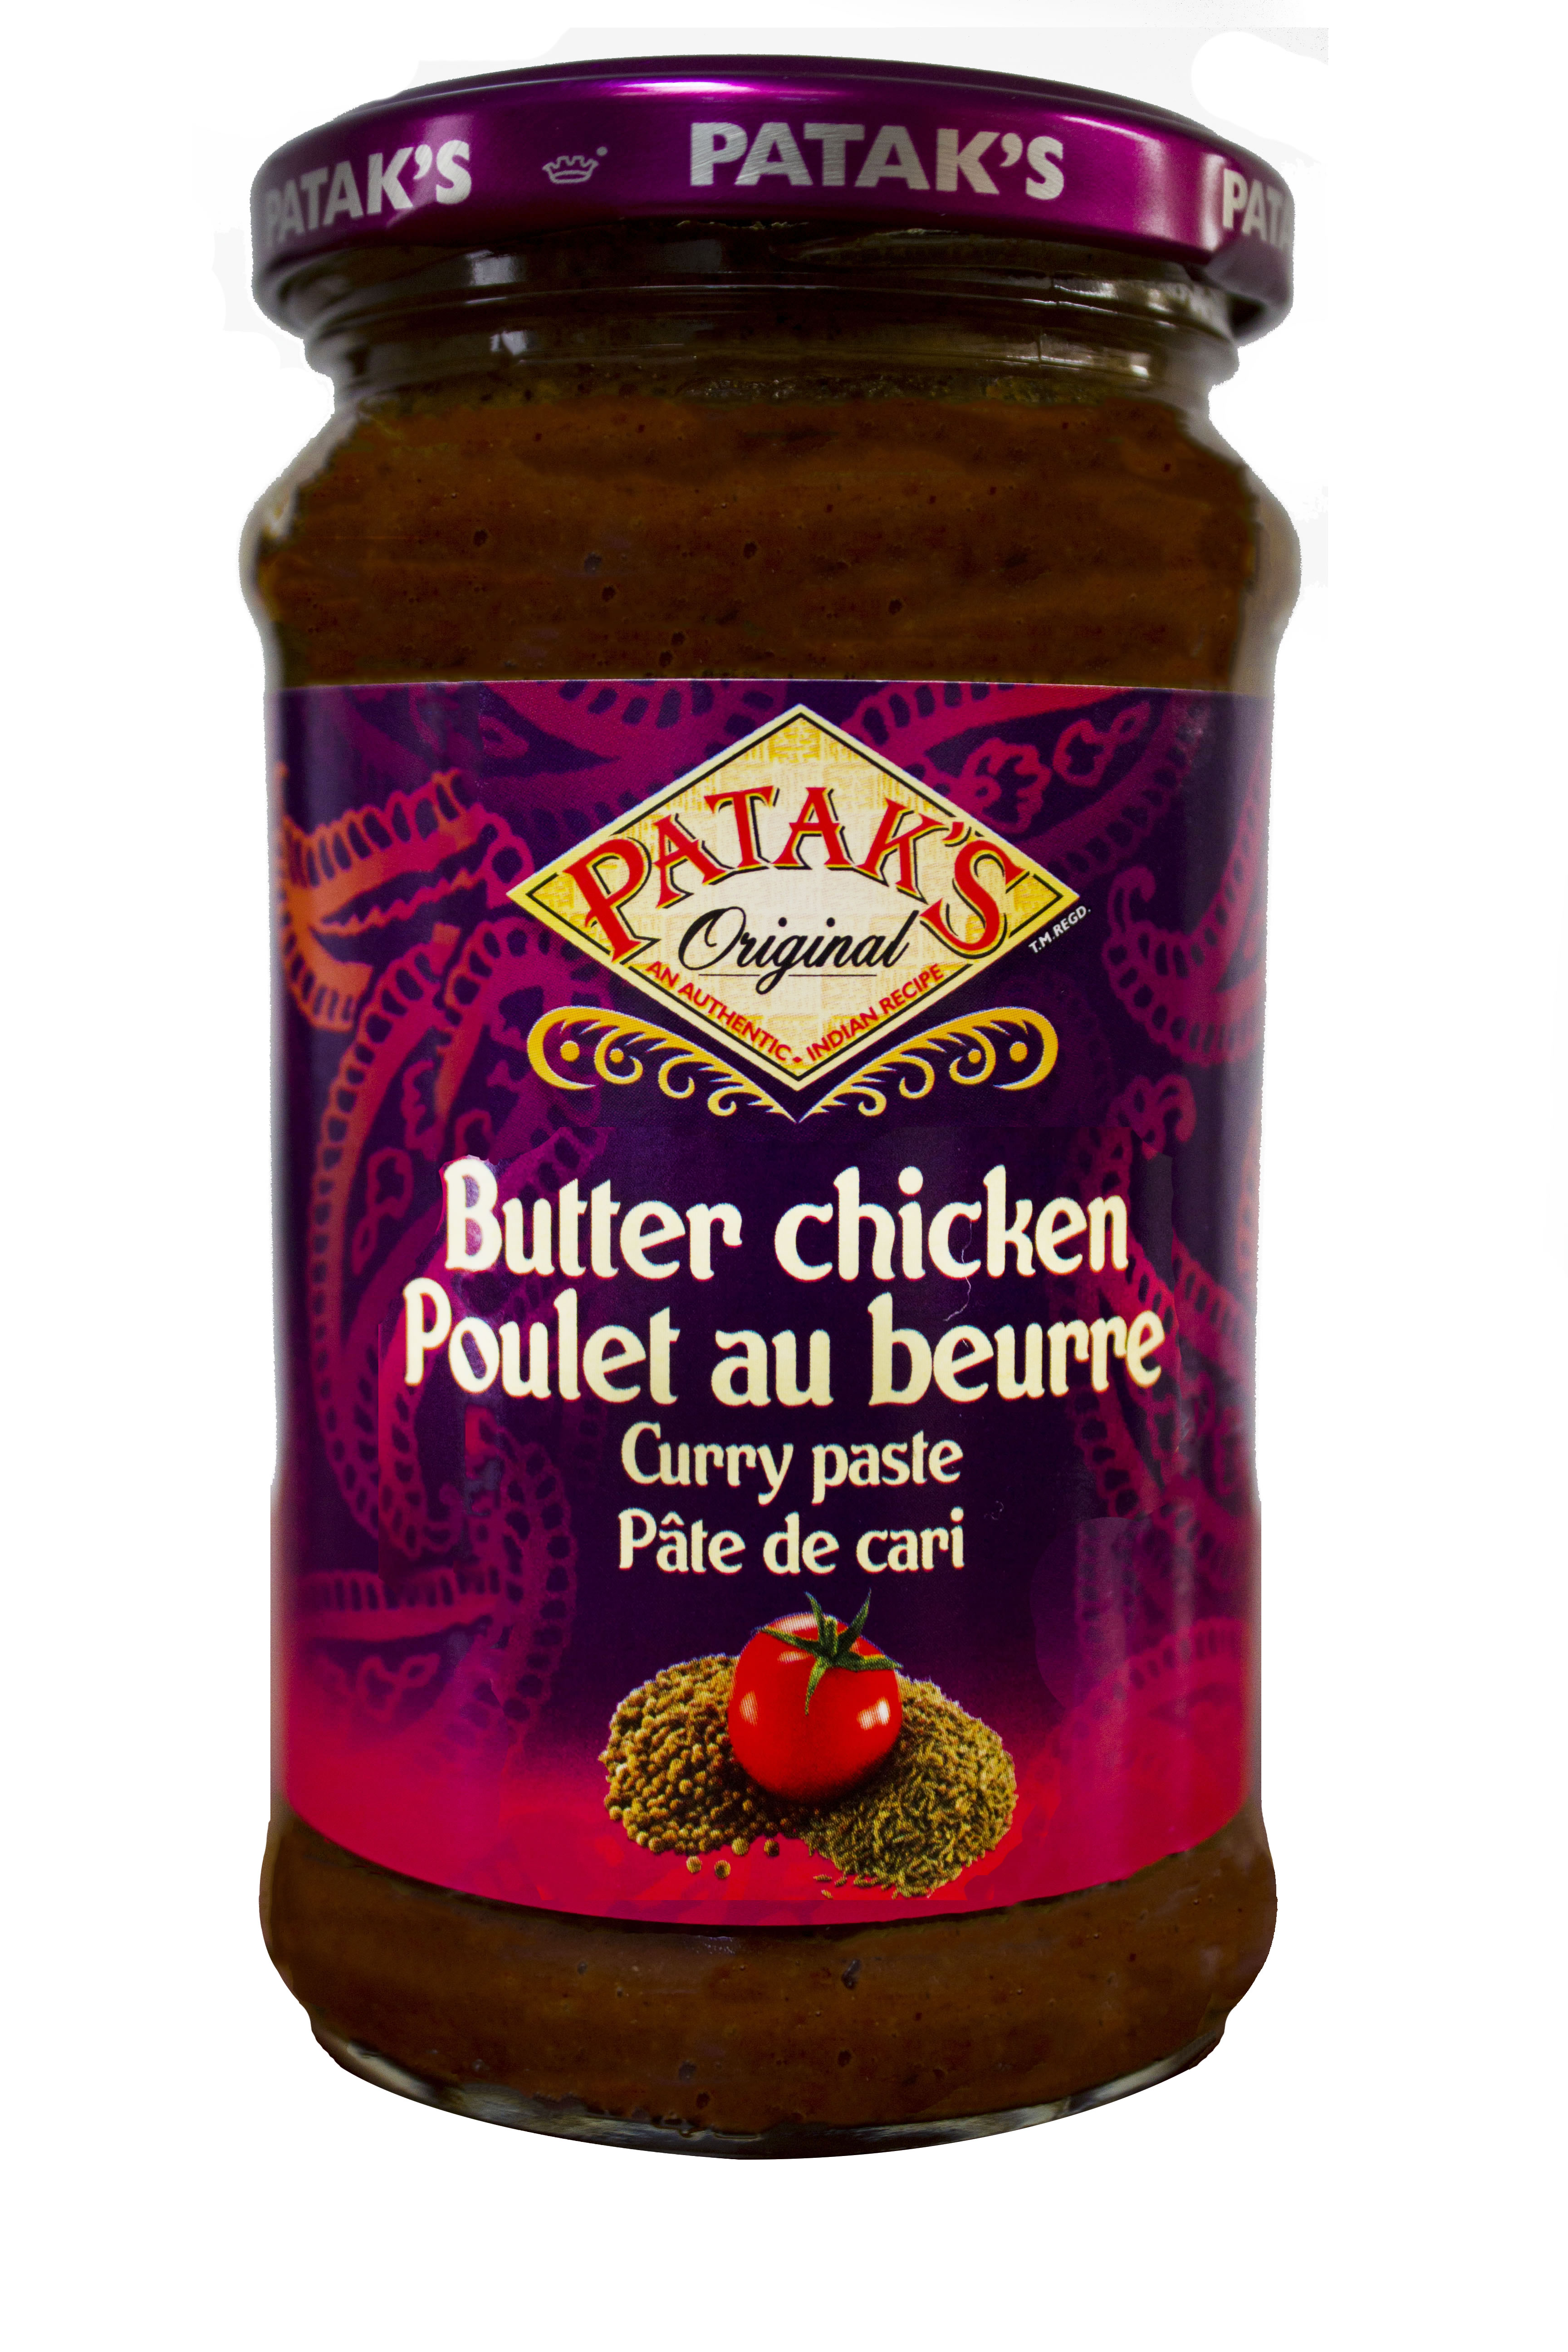 PATAK'S PATAK'S PATA
PATAK'S
Original
T.M.REGD.
AN AUTHENTIC • INDIAN RECIPE
Butter chicken
Poulet au beurre
Curry paste
Pâte de cari